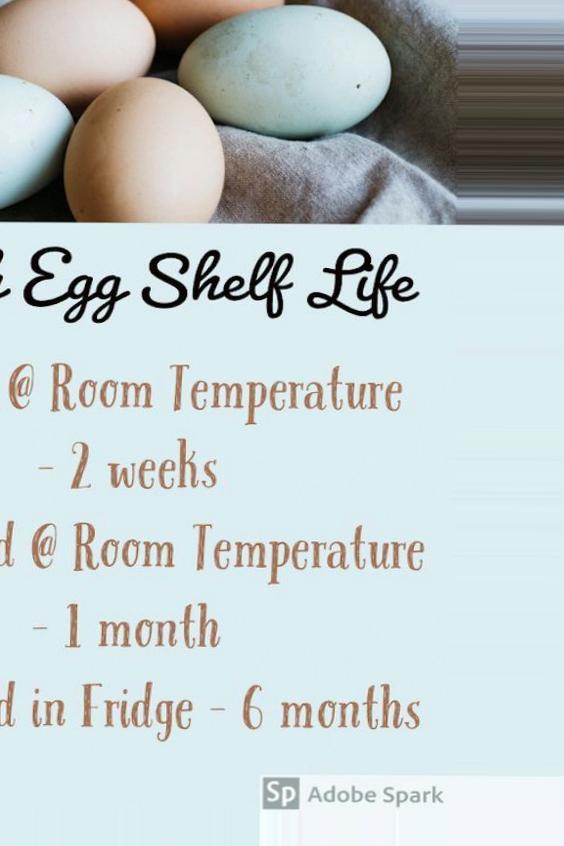 Egg Shelf Life
@ Room Temperature
- 2 weeks
@ Room Temperature
- 1 month
in Fridge - 6 months
Sp Adobe Spark